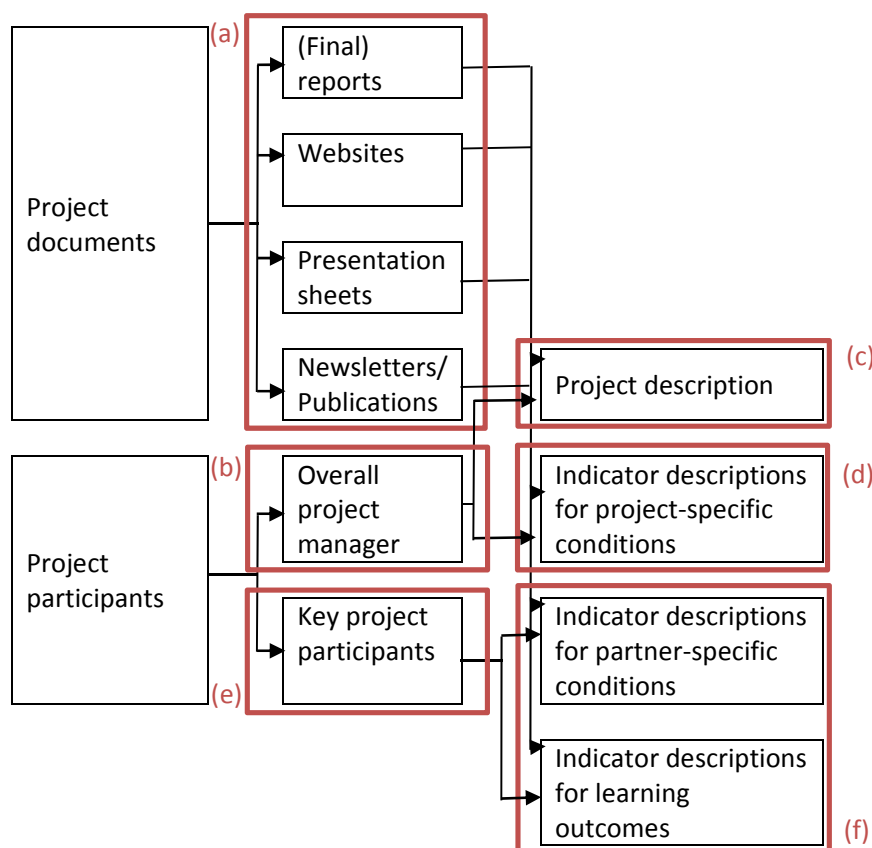 (a)
(Final)
reports
Websites
Project
documents
Presentation
sheets
Newsletters/
Publications
(c)
Project description
(b)
Overall
project
manager
Indicator descriptions
for project-specific
conditions
(d)
Project
participants
Key project
participants
(e)
Indicator descriptions
for partner-specific
conditions
Indicator descriptions
for learning
outcomes
(f)